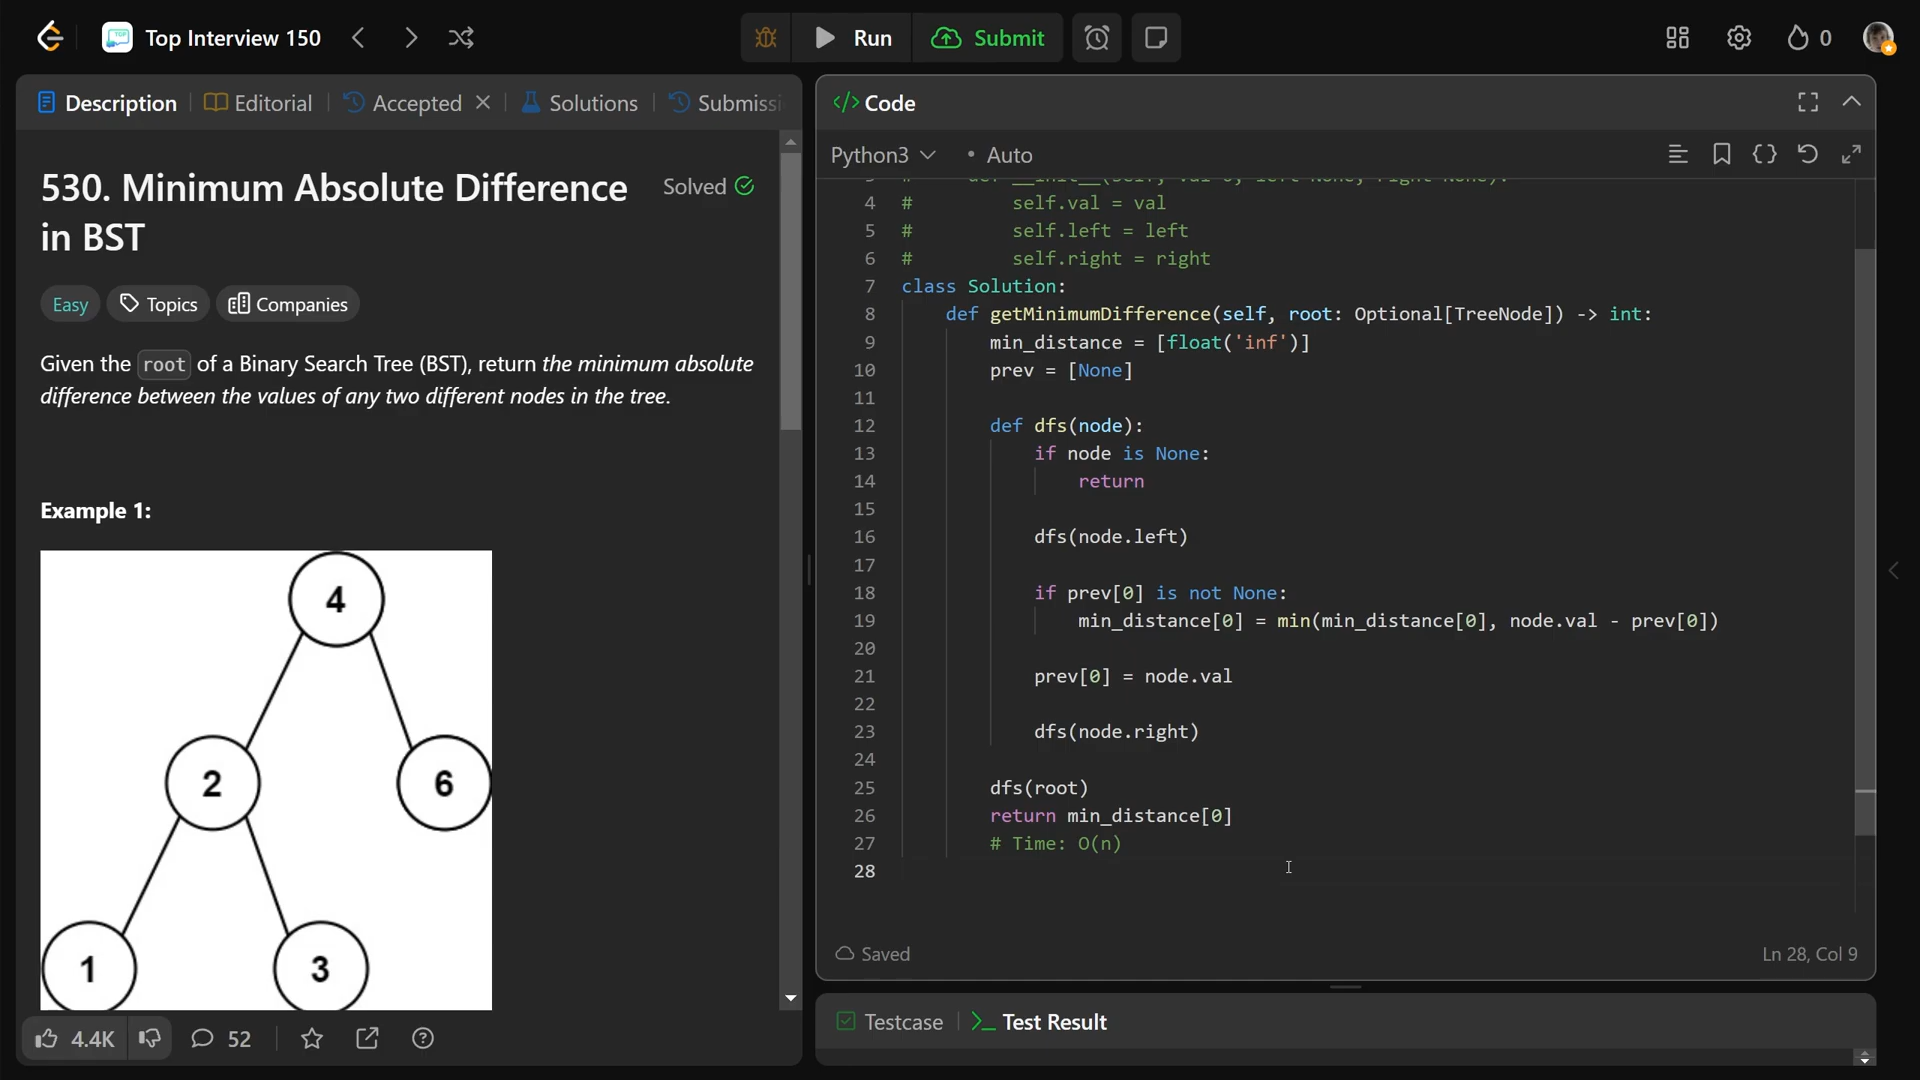 Top Interview 150
Run
Submit
0
Description
Editorial
Accepted
Solutions
Submissi
Code
Python3
Auto
530. Minimum Absolute Difference
in BST
Solved
Easy
Topics
Companies
Given the root of a Binary Search Tree (BST), return the minimum absolute
difference between the values of any two different nodes in the tree.
Example 1:
4
2
6
1
3
4.4K
52
4 # self.val = val
5 # self.left = left
6 # self.right = right
7 class Solution:
8 def getMinimumDifference(self, root: Optional[TreeNode]) -> int:
9 min_distance = [float('inf')]
10 prev = [None]
11
12 def dfs(node):
13 if node is None:
14 return
15
16 dfs(node.left)
17
18 if prev[0] is not None:
19 min_distance[0] = min(min_distance[0], node.val - prev[0])
20
21 prev[0] = node.val
22
23 dfs(node.right)
24
25 dfs(root)
26 return min_distance[0]
27 # Time: O(n)
28
Saved
Ln 28, Col 9
Testcase
Test Result